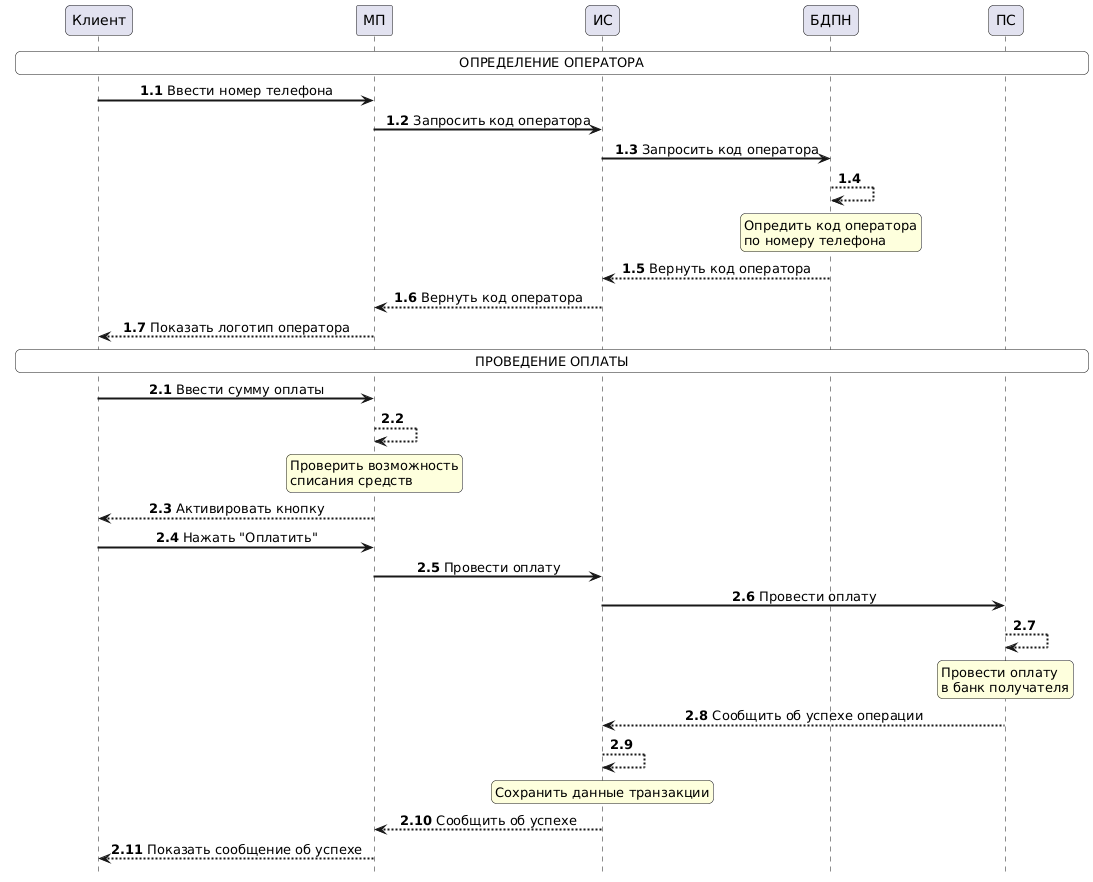 Клиент МП ИС БДПН ПС
ОПРЕДЕЛЕНИЕ ОПЕРАТОРА
1.1 Ввести номер телефона
1.2 Запросить код оператора
1.3 Запросить код оператора
1.4
Опредить код оператора
по номеру телефона
1.5 Вернуть код оператора
1.6 Вернуть код оператора
1.7 Показать логотип оператора
ПРОВЕДЕНИЕ ОПЛАТЫ
2.1 Ввести сумму оплаты
2.2
Проверить возможность
списания средств
2.3 Активировать кнопку
2.4 Нажать "Оплатить"
2.5 Провести оплату
2.6 Провести оплату
2.7
Провести оплату
в банк получателя
2.8 Сообщить об успехе операции
2.9
Сохранить данные транзакции
2.10 Сообщить об успехе
2.11 Показать сообщение об успехе